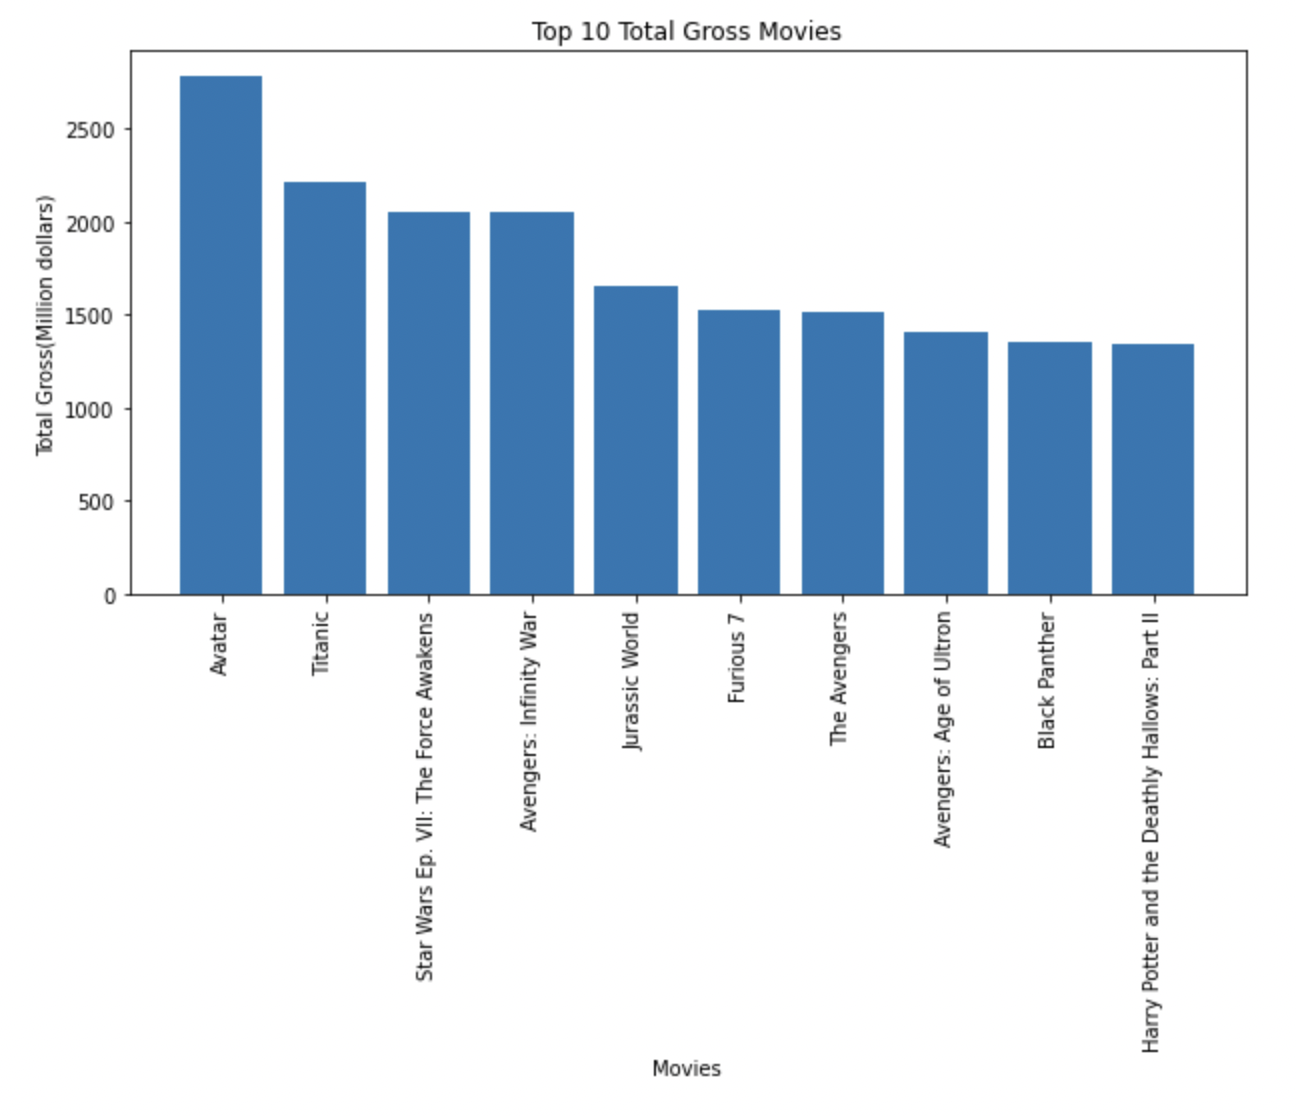 Top 10 Total Gross Movies
Total Gross(Million dollars)
2500
2000
1500
1000
500
0
Avatar
Titanic
Star Wars Ep. VII: The Force Awakens
Avengers: Infinity War
Jurassic World
Furious 7
The Avengers
Avengers: Age of Ultron
Black Panther
Harry Potter and the Deathly Hallows: Part II
Movies